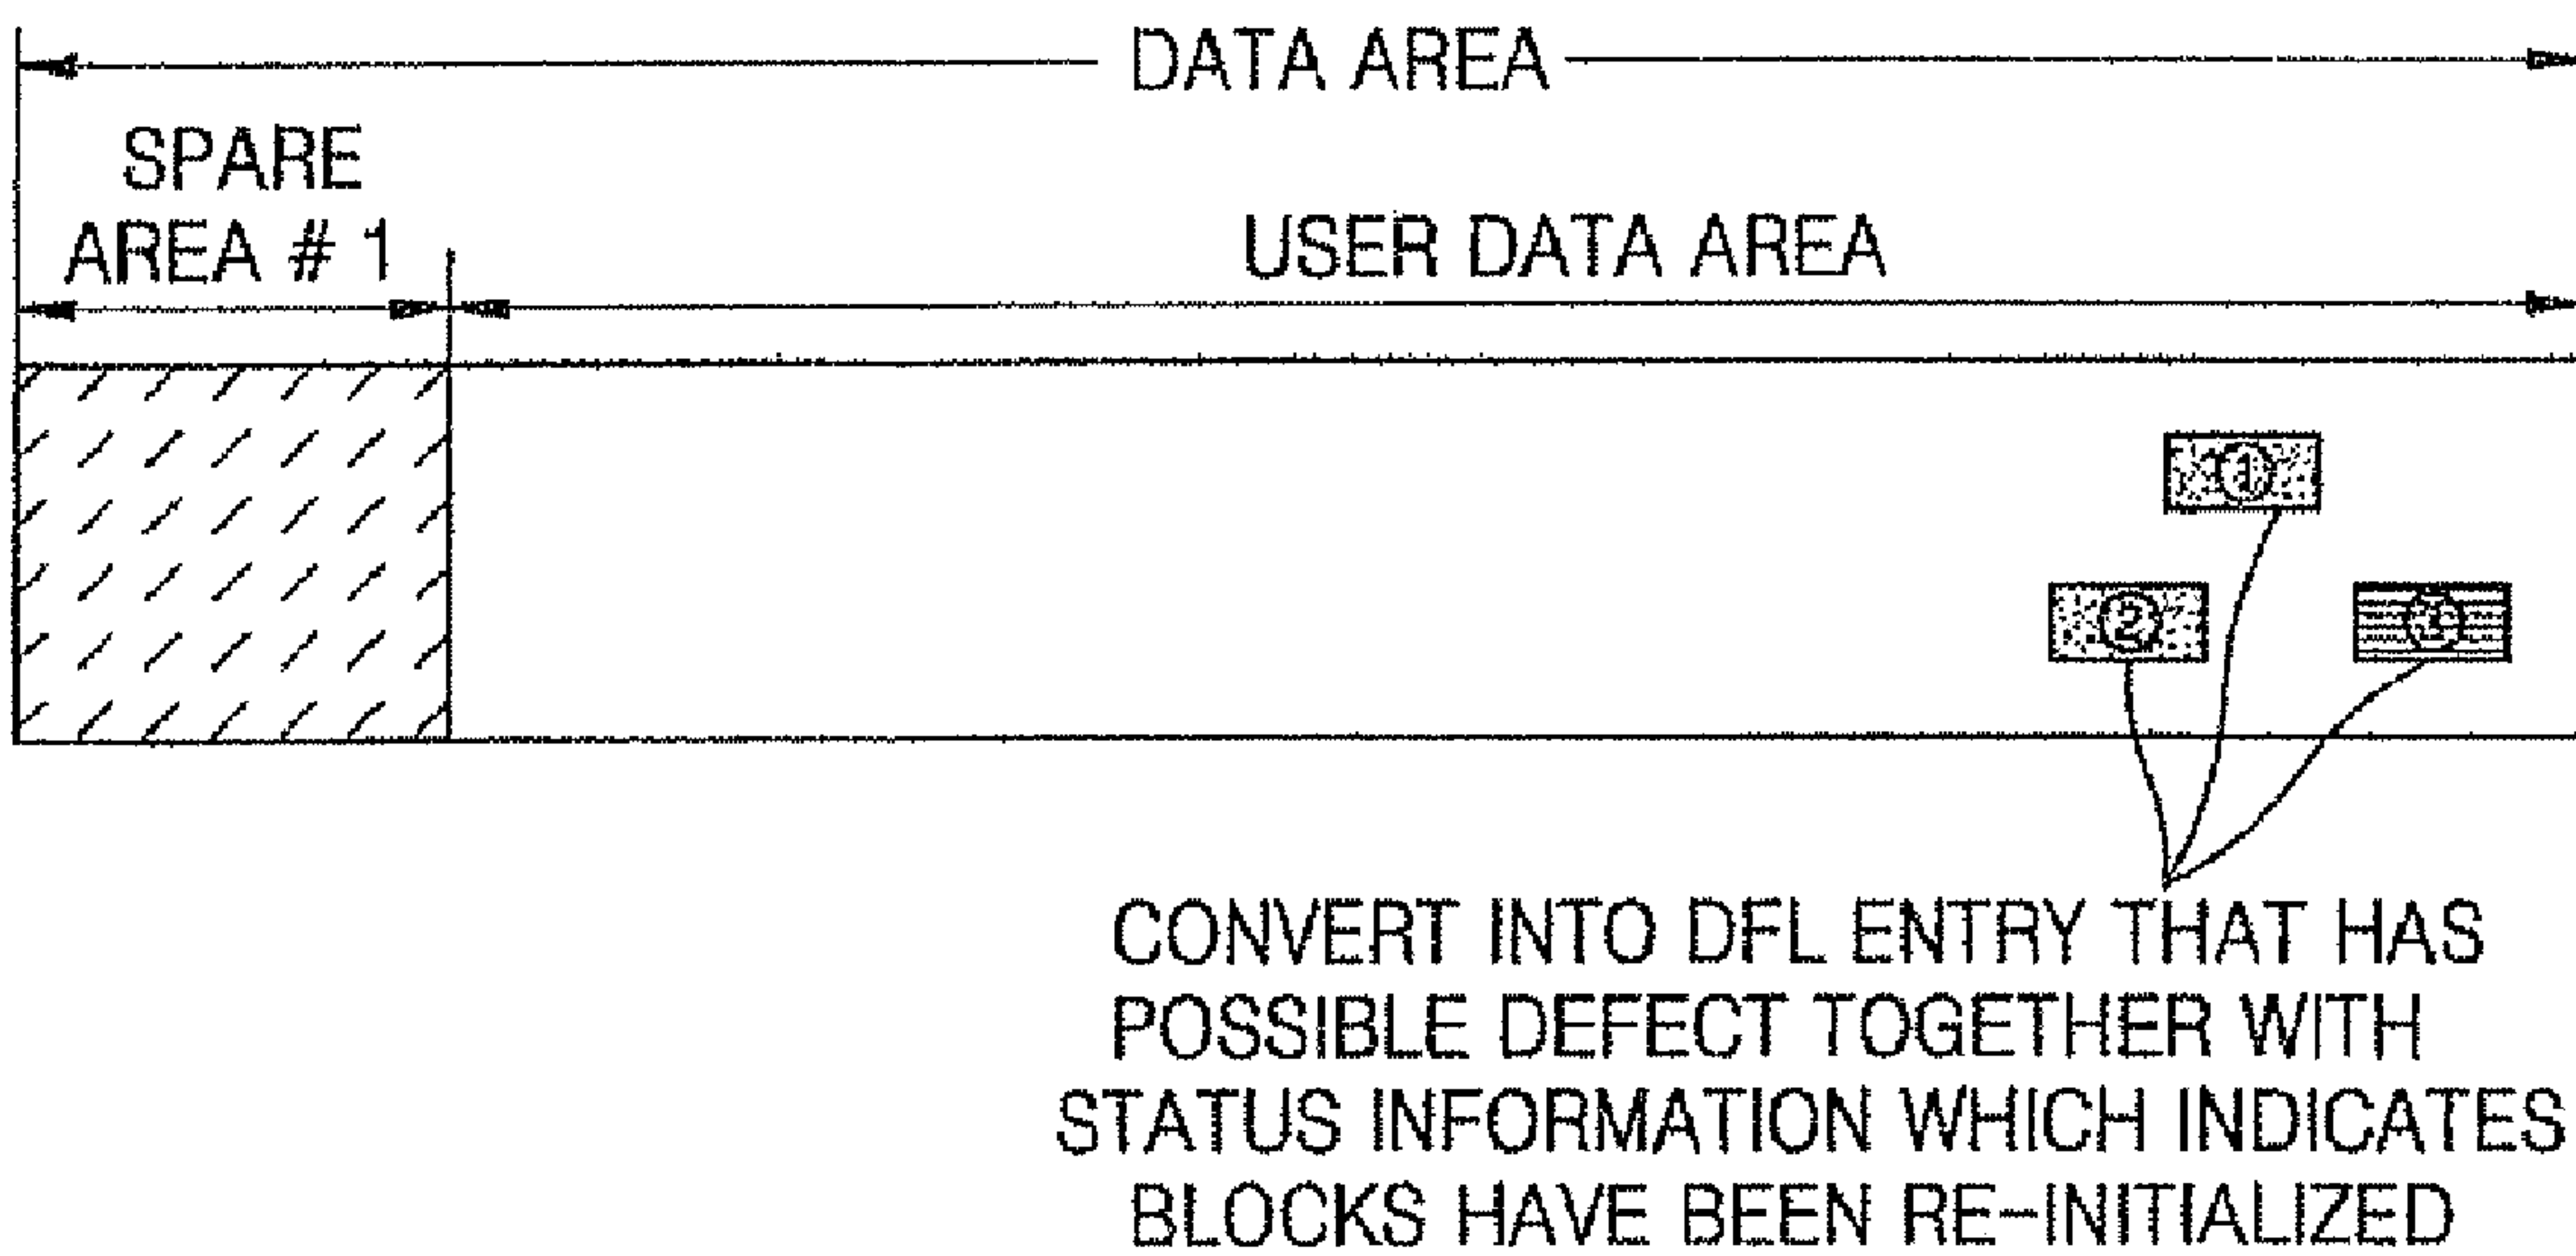 DATA AREA
SPARE
AREA # 1
USER DATA AREA
①
②
CONVERT INTO DFL ENTRY THAT HAS
POSSIBLE DEFECT TOGETHER WITH
STATUS INFORMATION WHICH INDICATES
BLOCKS HAVE BEEN RE-INITIALIZED